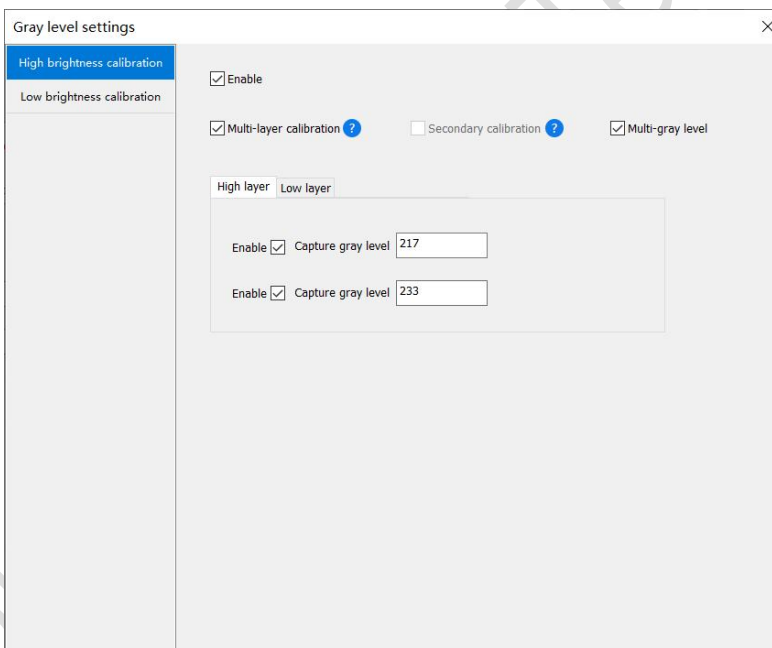 Gray level settings
High brightness calibration
Low brightness calibration
Enable
Multi-layer calibration ? Secondary calibration ? Multi-gray level
High layer Low layer
Enable Capture gray level 217
Enable Capture gray level 233